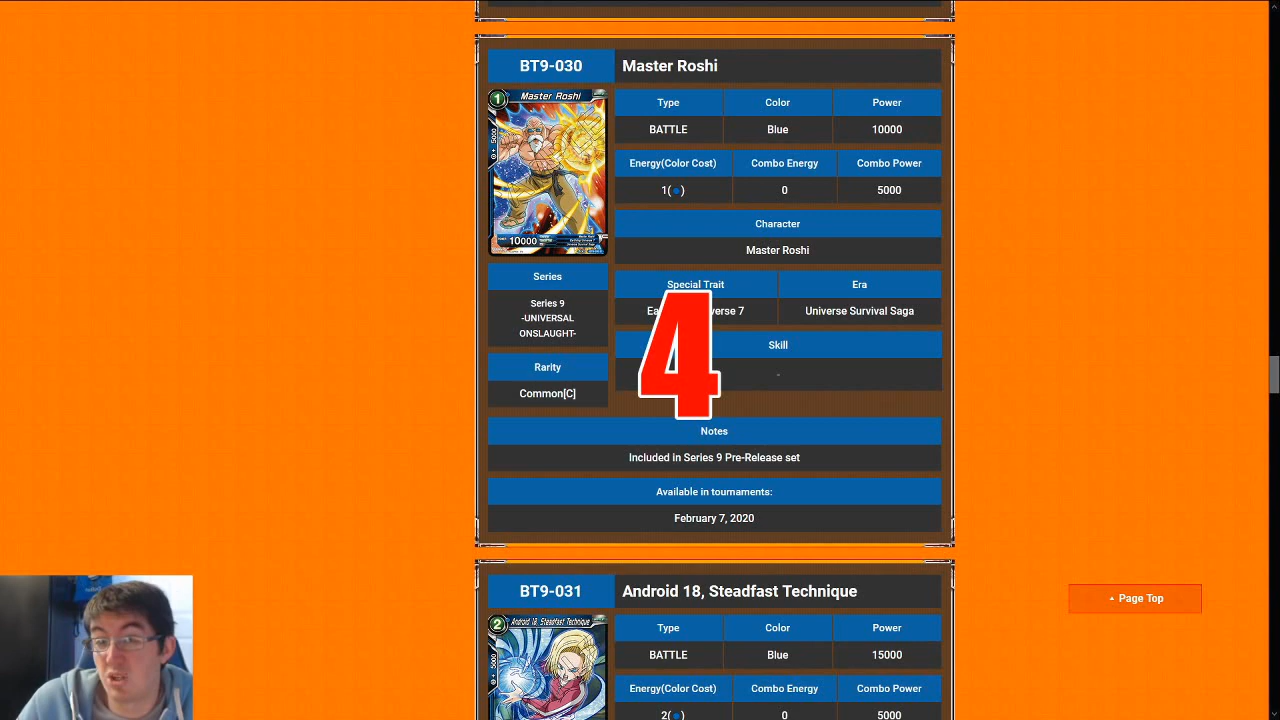 BT9-030
Master Roshi
1
Master Roshi
5000
10000
Type
Color
Power
BATTLE
Blue
10000
Energy(Color Cost)
Combo Energy
Combo Power
1( )
0
5000
Character
Master Roshi
Series
Special Trait
Era
Series 9
-UNIVERSAL
ONSLAUGHT-
Universe Survival Saga
4
Skill
-
Rarity
Common[C]
Notes
Included in Series 9 Pre-Release set
Available in tournaments:
February 7, 2020
BT9-031
Android 18, Steadfast Technique
2
Android 18, Steadfast Technique
5000
Type
Color
Power
BATTLE
Blue
15000
Energy(Color Cost)
Combo Energy
Combo Power
2( )
0
5000
Page Top